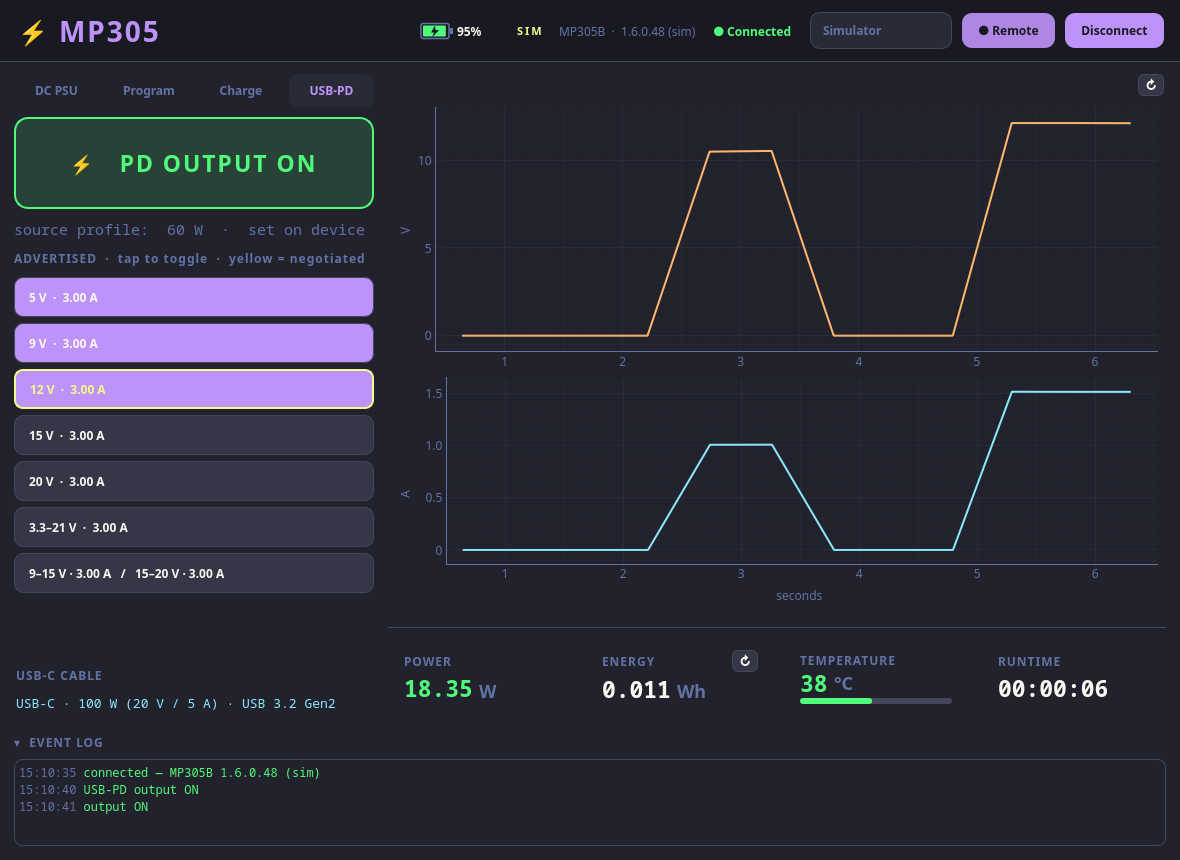 ⚡ MP305
95% SIM MP305B · 1.6.0.48 (sim) ● Connected Simulator ● Remote Disconnect
DC PSU Program Charge USB-PD
⚡ PD OUTPUT ON
source profile: 60 W · set on device
ADVERTISED · tap to toggle · yellow = negotiated
5 V · 3.00 A
9 V · 3.00 A
12 V · 3.00 A
15 V · 3.00 A
20 V · 3.00 A
3.3–21 V · 3.00 A
9–15 V · 3.00 A / 15–20 V · 3.00 A
USB-C CABLE
USB-C · 100 W (20 V / 5 A) · USB 3.2 Gen2
↻
10
5
0
V
1 2 3 4 5 6
1.5
1.0
0.5
0
A
1 2 3 4 5 6
seconds
POWER
18.35 W
ENERGY ↻
0.011 Wh
TEMPERATURE
38 °C
RUNTIME
00:00:06
▾ EVENT LOG
15:10:35 connected — MP305B 1.6.0.48 (sim)
15:10:40 USB-PD output ON
15:10:41 output ON